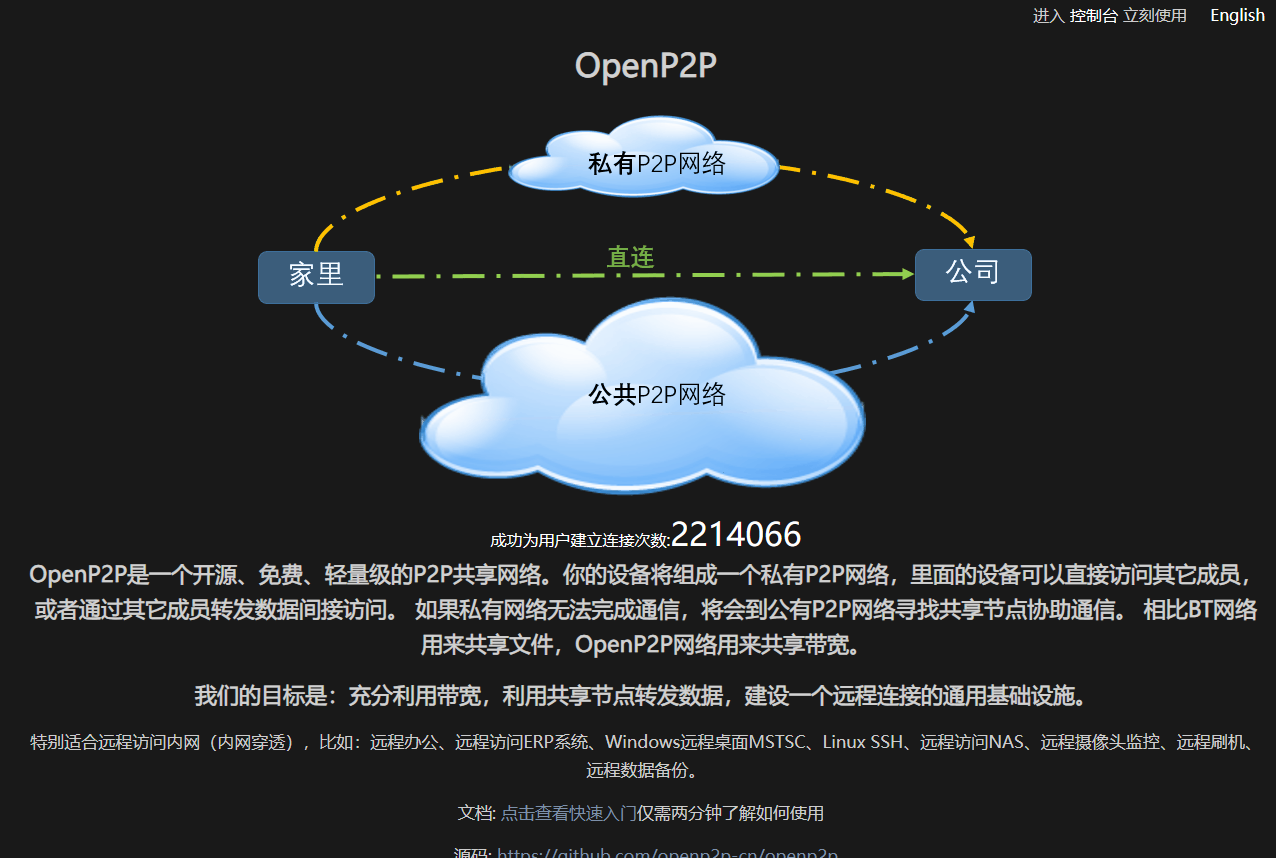 进入 控制台 立刻使用 English
OpenP2P
私有P2P网络
直连
家里
公司
公共P2P网络
成功为用户建立连接次数:2214066
OpenP2P是一个开源、免费、轻量级的P2P共享网络。你的设备将组成一个私有P2P网络，里面的设备可以直接访问其它成员，
或者通过其它成员转发数据间接访问。 如果私有网络无法完成通信，将会到公有P2P网络寻找共享节点协助通信。 相比BT网络
用来共享文件，OpenP2P网络用来共享带宽。
我们的目标是：充分利用带宽，利用共享节点转发数据，建设一个远程连接的通用基础设施。
特别适合远程访问内网（内网穿透），比如：远程办公、远程访问ERP系统、Windows远程桌面MSTSC、Linux SSH、远程访问NAS、远程摄像头监控、远程刷机、
远程数据备份。
文档: 点击查看快速入门仅需两分钟了解如何使用
源码: https://github.com/openp2p-cn/openp2p